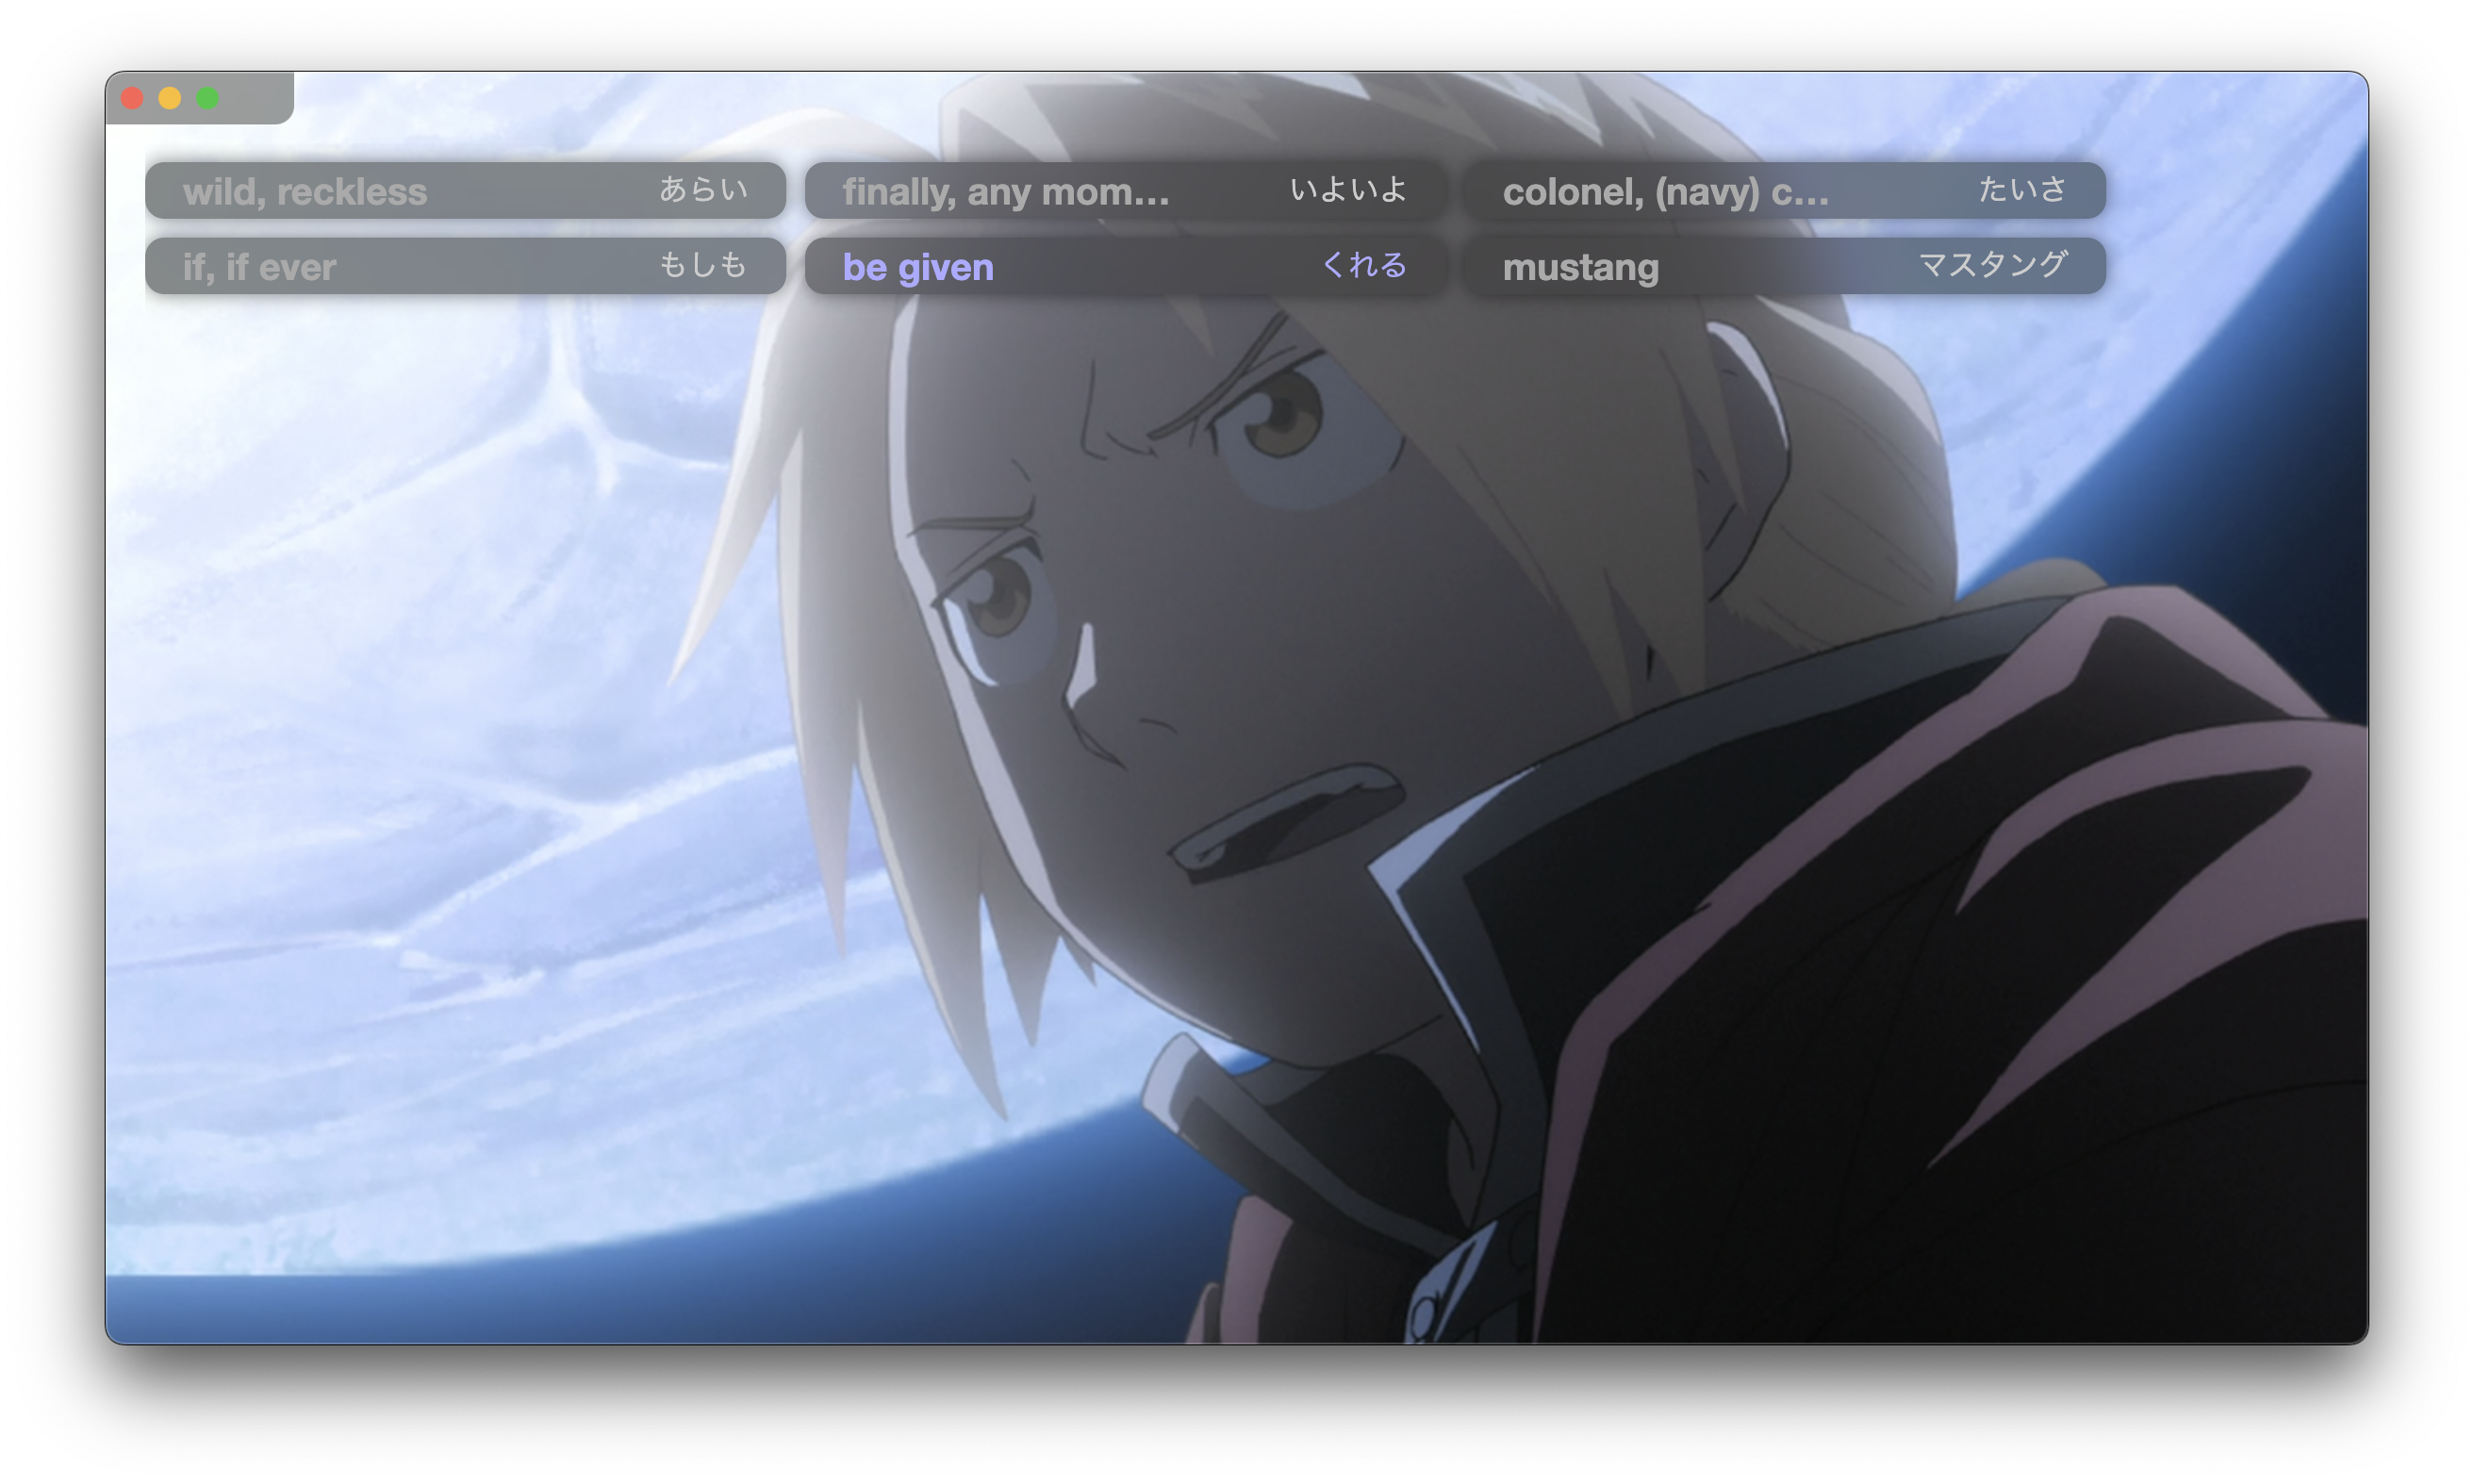 wild, reckless あらい
finally, any mom... いよいよ
colonel, (navy) c... たいさ
if, if ever もしも
be given くれる
mustang マスタング